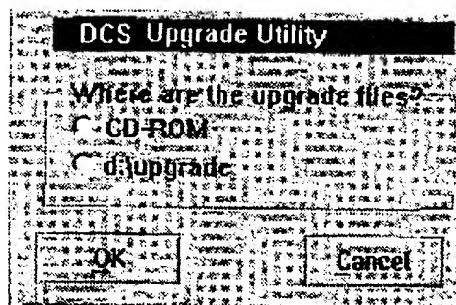 DCS Upgrade Utility
Where are the upgrade files?
CD-ROM
d:\upgrade
OK
Cancel